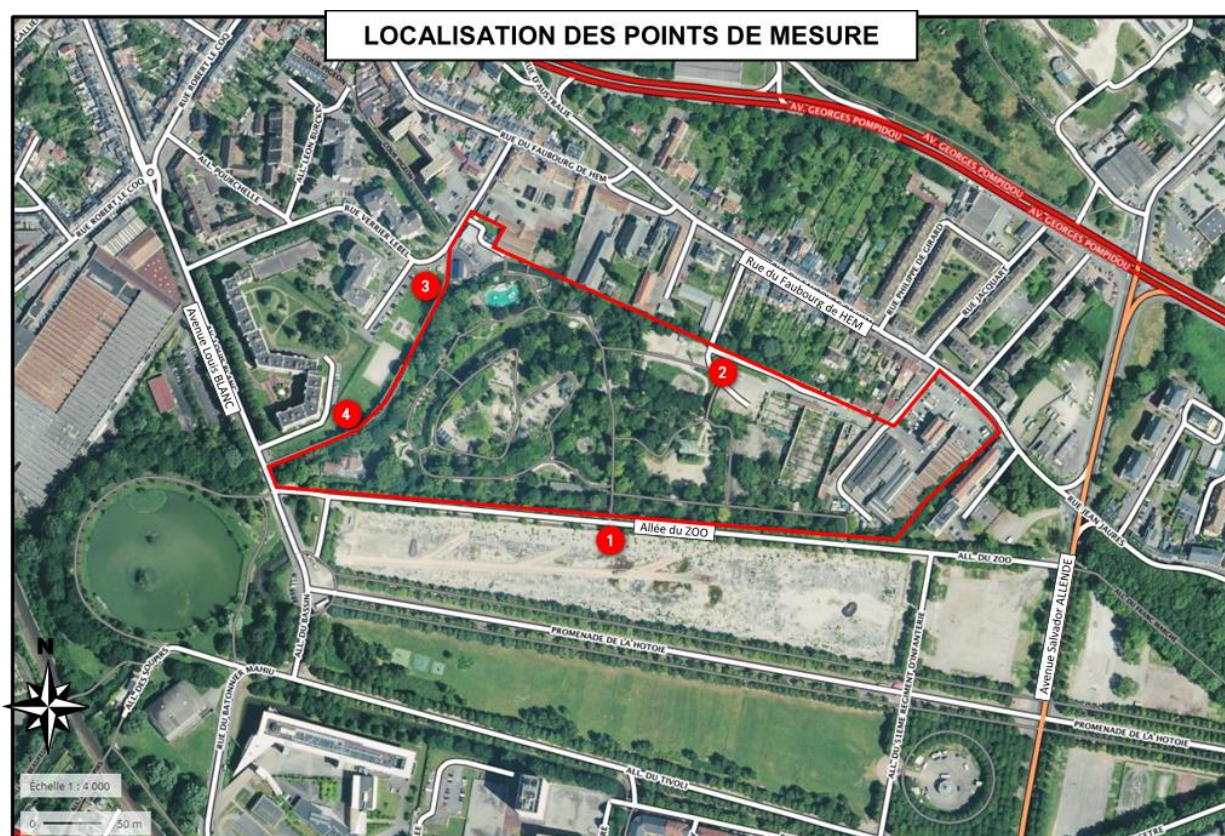 LOCALISATION DES POINTS DE MESURE
RUE ROBERT LE COQ
ALL. POURCHELLE
ALL. LEON BURCKEY
RUE ROBERT LE COQ
RUE VERRIER LEBEL
D'AUSTRALIE
RUE DU FAUBOURG DE HEM
AV. GEORGES POMPIDOU
AV. GEORGES POMPIDOU
AV. GEORGES POMPIDOU
RUE PHILIPPE DE GIRARD
RUE JACQUART
Rue du Faubourg de HEM
Avenue Louis BLANC
3
2
4
1
Allée du ZOO
ALL. DU ZOO
RUE JEAN JAURES
Avenue Salvador ALLENDE
ALL. DU BASSIN
PROMENADE DE LA HOTOIE
ALL. DU 51EME REGIMENT D'INFANTERIE
PROMENADE DE LA HOTOIE
N
ALL. DES SOUPIRS
RUE DU BATONNIER MAHIU
ALL. DU TIVOLI
Échelle 1 : 4 000
0 50 m